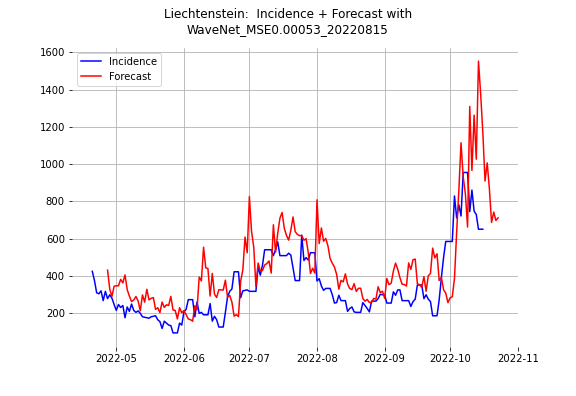 Liechtenstein:  Incidence + Forecast with
WaveNet_MSE0.00053_20220815
Incidence
Forecast
1600
1400
1200
1000
800
600
400
200
2022-05 2022-06 2022-07 2022-08 2022-09 2022-10 2022-11